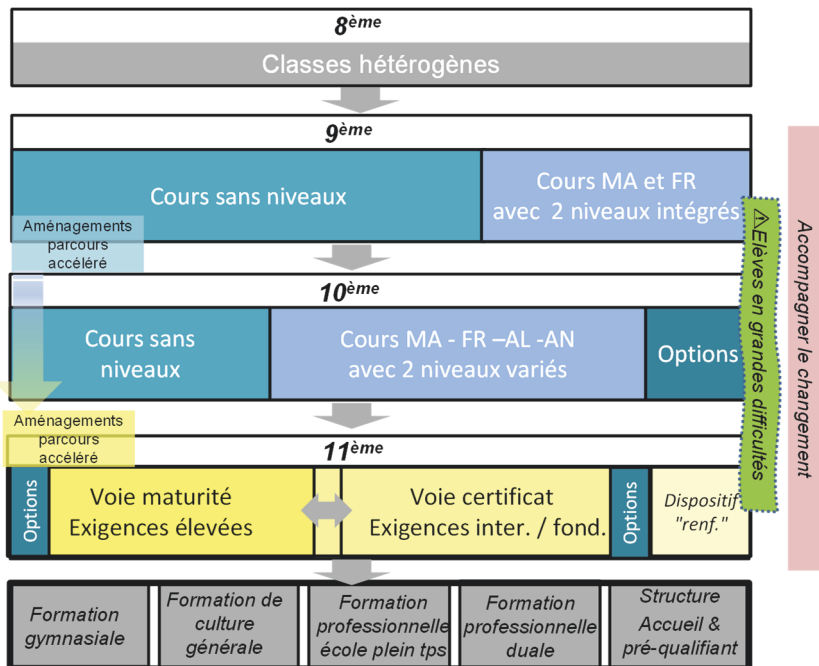 8ème
Classes hétérogènes
9ème
Cours sans niveaux
Cours MA et FR
avec 2 niveaux intégrés
Aménagements
parcours
accéléré
10ème
Cours sans
niveaux
Cours MA - FR –AL -AN
avec 2 niveaux variés
Options
Aménagements
parcours
accéléré
11ème
Options
Voie maturité
Exigences élevées
Voie certificat
Exigences inter. / fond.
Options
Dispositif
"renf."
⚠Elèves en grandes difficultés
Accompagner le changement
Formation
gymnasiale
Formation de
culture
générale
Formation
professionnelle
école plein tps
Formation
professionnelle
duale
Structure
Accueil &
pré-qualifiant